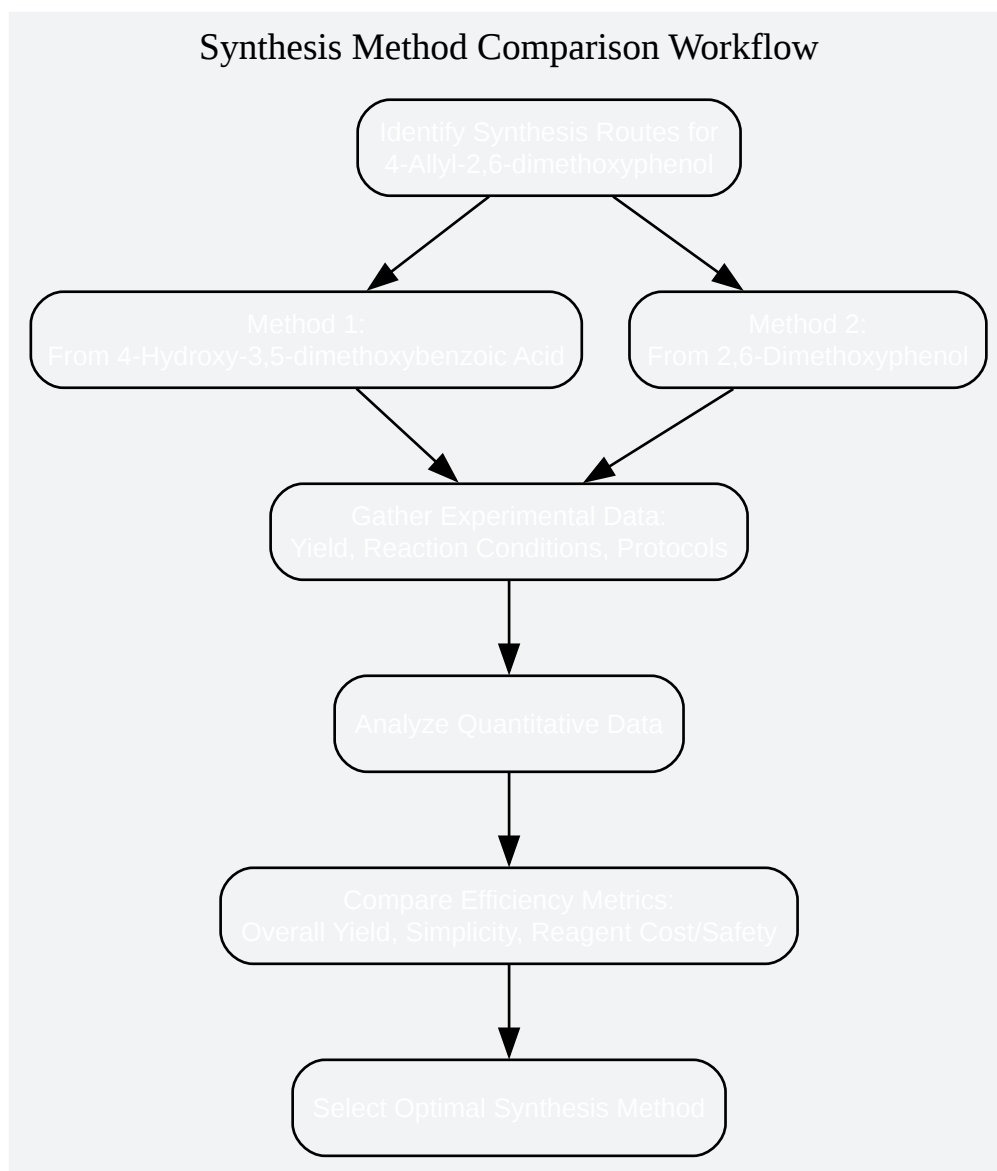 Synthesis Method Comparison Workflow
Identify Synthesis Routes for
4-Allyl-2,6-dimethoxyphenol
Method 1:
From 4-Hydroxy-3,5-dimethoxybenzoic Acid
Method 2:
From 2,6-Dimethoxyphenol
Gather Experimental Data:
Yield, Reaction Conditions, Protocols
Analyze Quantitative Data
Compare Efficiency Metrics:
Overall Yield, Simplicity, Reagent Cost/Safety
Select Optimal Synthesis Method